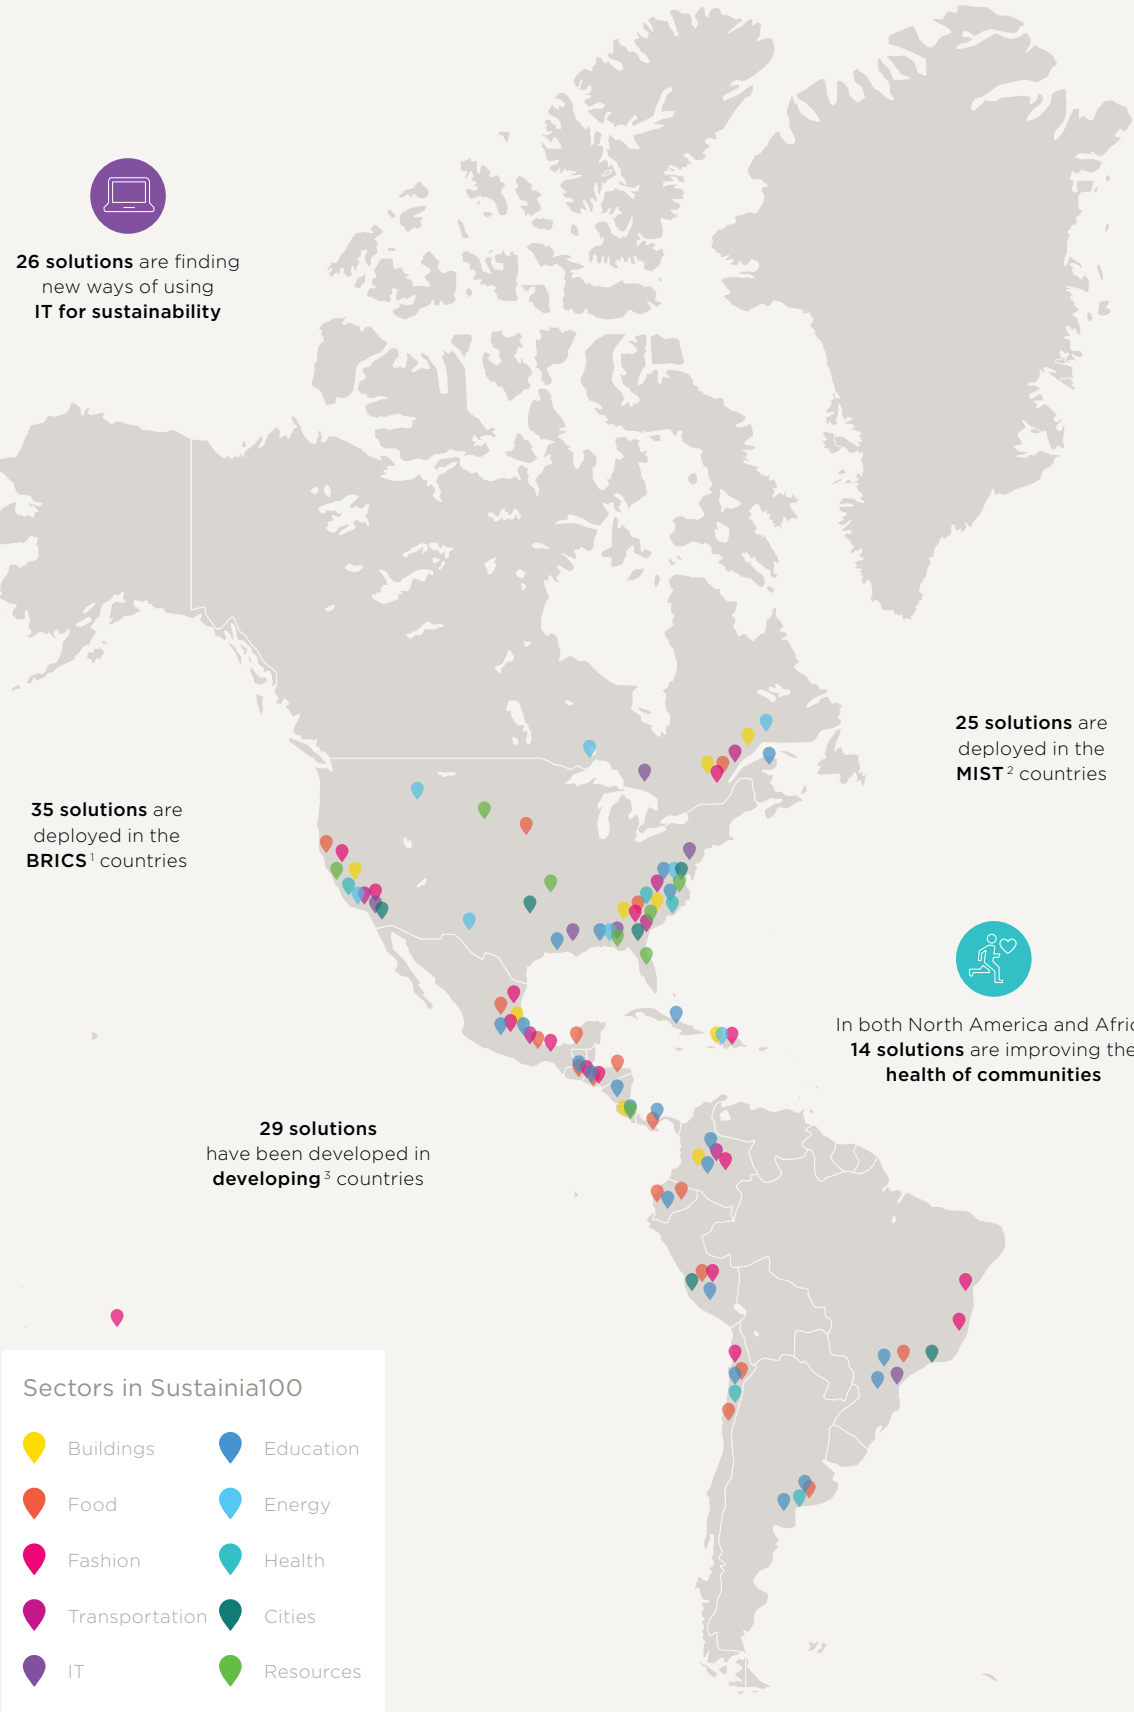 26 solutions are finding
new ways of using
IT for sustainability
25 solutions are
deployed in the
MIST 2 countries
35 solutions are
deployed in the
BRICS 1 countries
In both North America and Afric
14 solutions are improving the
health of communities
29 solutions
have been developed in
developing 3 countries
Sectors in Sustainia100
Buildings
Food
Fashion
Transportation
IT
Education
Energy
Health
Cities
Resources